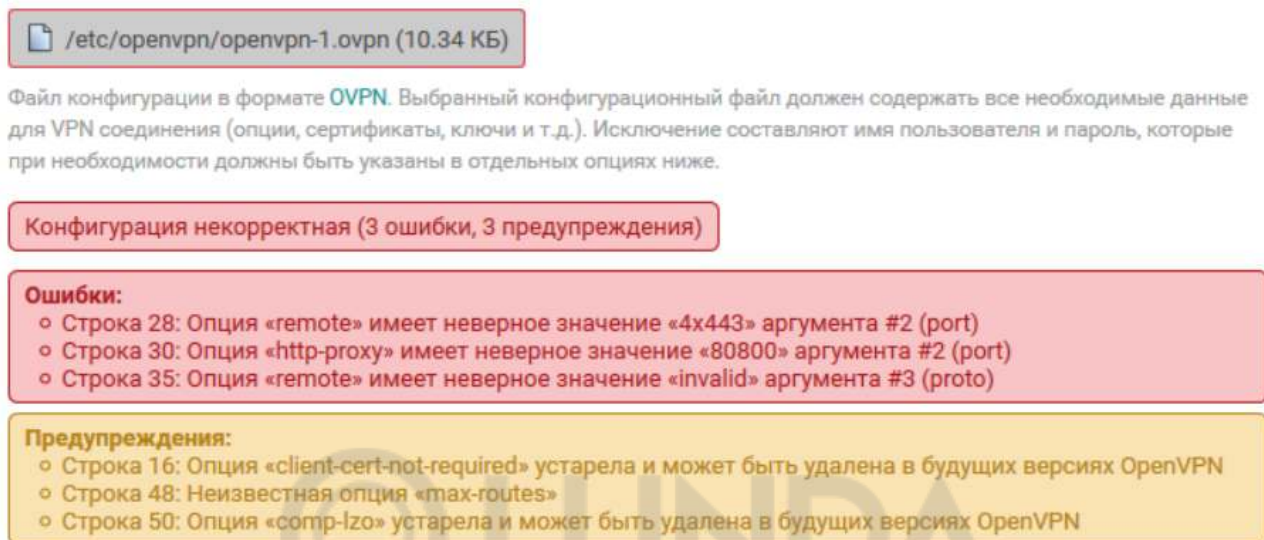 /etc/openvpn/openvpn-1.ovpn (10.34 КБ)
Файл конфигурации в формате OVPN. Выбранный конфигурационный файл должен содержать все необходимые данные
для VPN соединения (опции, сертификаты, ключи и т.д.). Исключение составляют имя пользователя и пароль, которые
при необходимости должны быть указаны в отдельных опциях ниже.
Конфигурация некорректная (3 ошибки, 3 предупреждения)
Ошибки:
Строка 28: Опция «remote» имеет неверное значение «4x443» аргумента #2 (port)
Строка 30: Опция «http-proxy» имеет неверное значение «80800» аргумента #2 (port)
Строка 35: Опция «remote» имеет неверное значение «invalid» аргумента #3 (proto)
Предупреждения:
Строка 16: Опция «client-cert-not-required» устарела и может быть удалена в будущих версиях OpenVPN
Строка 48: Неизвестная опция «max-routes»
Строка 50: Опция «comp-lzo» устарела и может быть удалена в будущих версиях OpenVPN